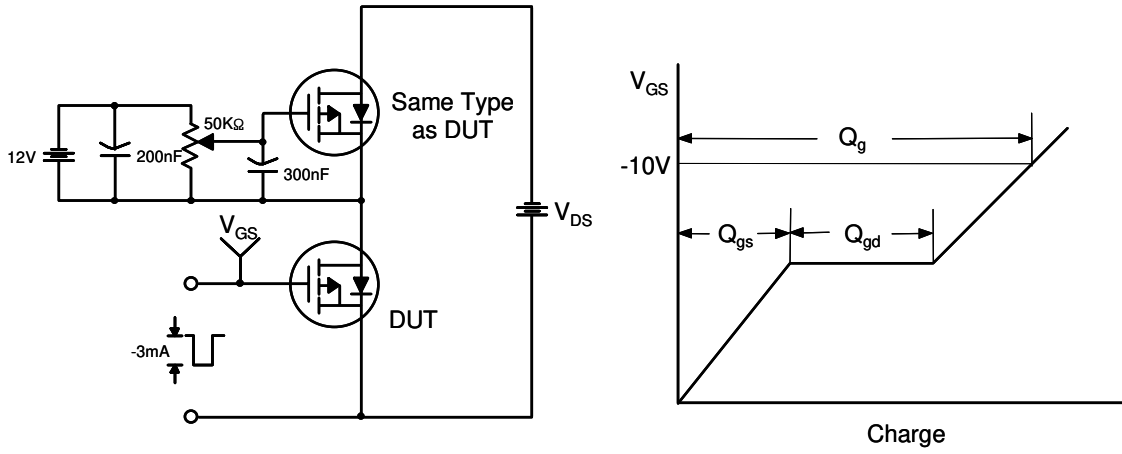 12V
200nF
50KΩ
300nF
Same Type
as DUT
V_DS
V_GS
DUT
-3mA
V_GS
-10V
Q_g
Q_gs
Q_gd
Charge